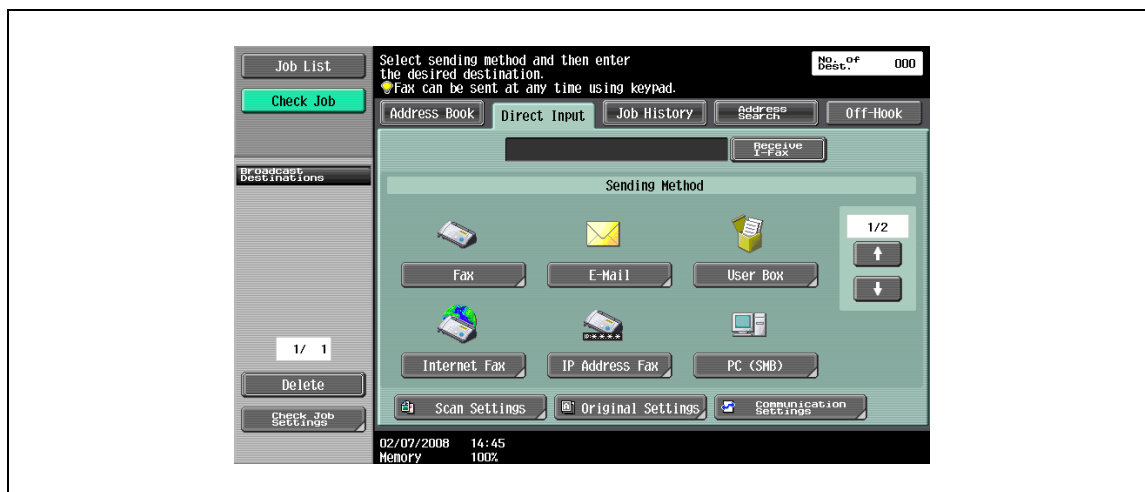 Job List
Check Job
Broadcast
Destinations
1/ 1
Delete
Check Job
Settings
Select sending method and then enter
the desired destination.
Fax can be sent at any time using keypad.
No. of
Dest. 000
Address Book Direct Input Job History Address
Search Off-Hook
Receive
I-Fax
Sending Method
Fax E-Mail User Box
1/2
Internet Fax IP Address Fax PC (SMB)
Scan Settings Original Settings Communication
Settings
02/07/2008 14:45
Memory 100%